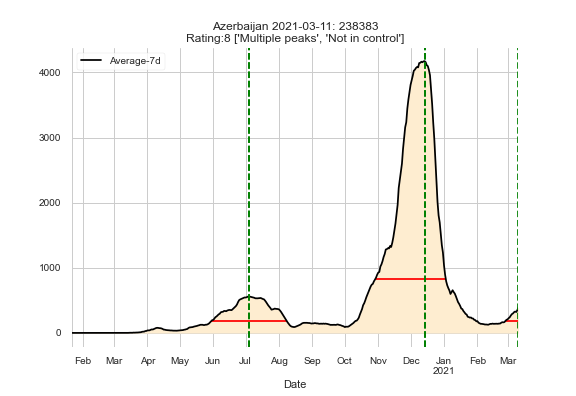 Azerbaijan 2021-03-11: 238383
Rating:8 ['Multiple peaks', 'Not in control']
Average-7d
4000
3000
2000
1000
0
Feb Mar Apr May Jun Jul Aug Sep Oct Nov Dec Jan Feb Mar
2021
Date